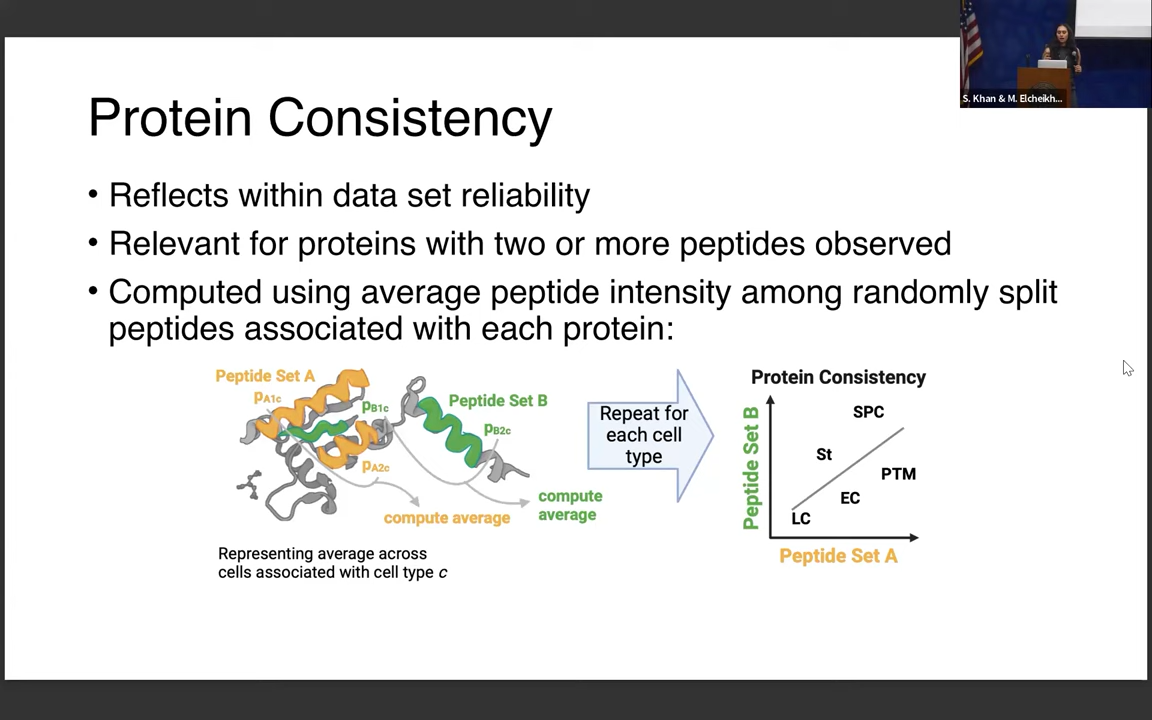 S. Khan & M. Elcheikh...
Protein Consistency
• Reflects within data set reliability
• Relevant for proteins with two or more peptides observed
• Computed using average peptide intensity among randomly split
peptides associated with each protein:
Peptide Set A
pA1c
pB1c
Peptide Set B
pB2c
pA2c
compute average
compute
average
Representing average across
cells associated with cell type c
Repeat for
each cell
type
Protein Consistency
Peptide Set B
SPC
St
PTM
EC
LC
Peptide Set A